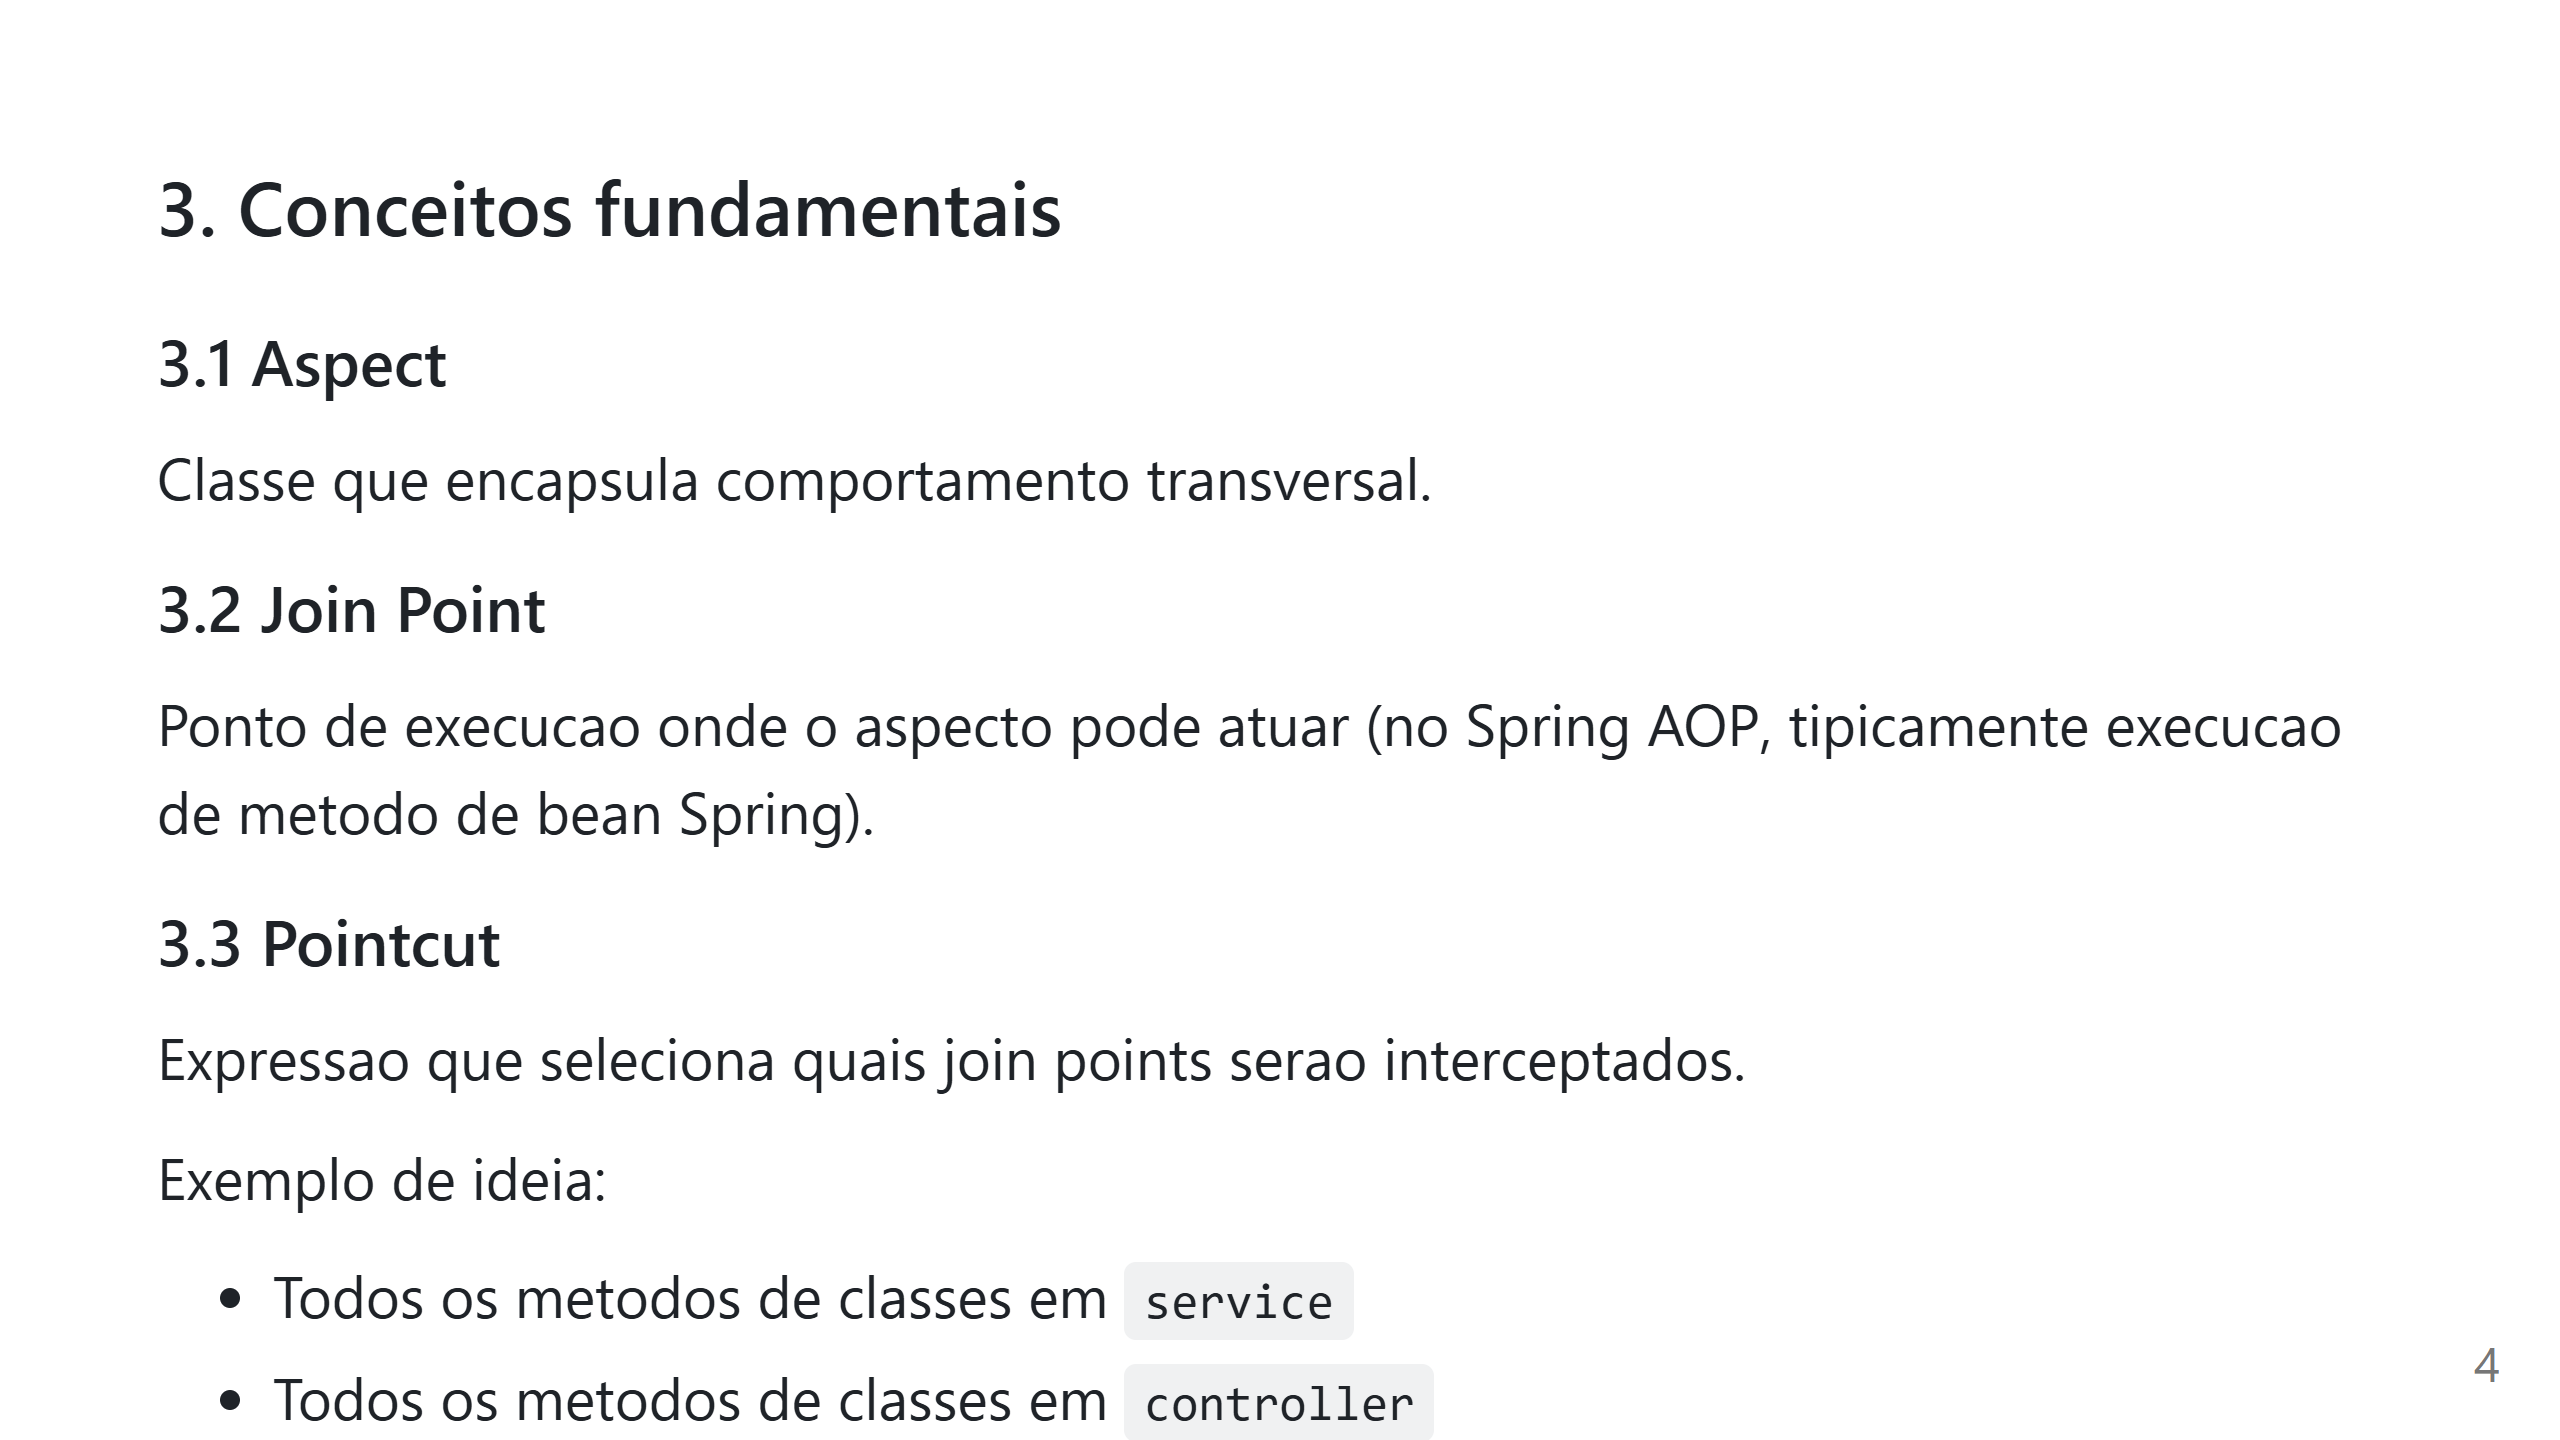 3. Conceitos fundamentais
3.1 Aspect
Classe que encapsula comportamento transversal.
3.2 Join Point
Ponto de execucao onde o aspecto pode atuar (no Spring AOP, tipicamente execucao
de metodo de bean Spring).
3.3 Pointcut
Expressao que seleciona quais join points serao interceptados.
Exemplo de ideia:
• Todos os metodos de classes em service
• Todos os metodos de classes em controller
4